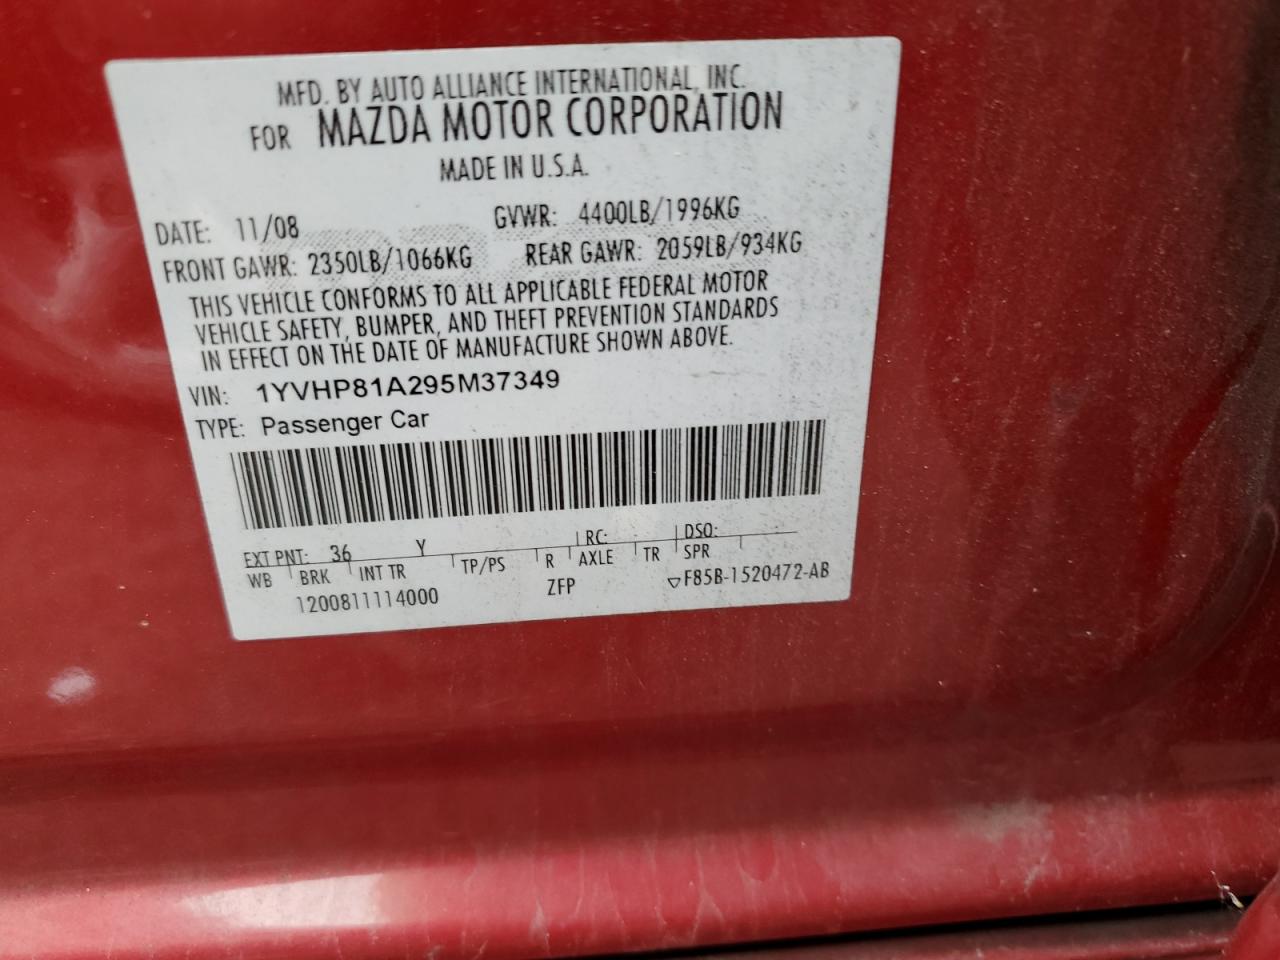 MFD. BY AUTO ALLIANCE INTERNATIONAL, INC.
FOR MAZDA MOTOR CORPORATION
MADE IN U.S.A.
DATE: 11/08 GVWR: 4400LB/1996KG
FRONT GAWR: 2350LB/1066KG REAR GAWR: 2059LB/934KG
THIS VEHICLE CONFORMS TO ALL APPLICABLE FEDERAL MOTOR
VEHICLE SAFETY, BUMPER, AND THEFT PREVENTION STANDARDS
IN EFFECT ON THE DATE OF MANUFACTURE SHOWN ABOVE.
VIN: 1YVHP81A295M37349
TYPE: Passenger Car
EXT PNT: 36 Y RC: DSO:
WB BRK INT TR TP/PS R AXLE TR SPR
1200811114000 ZFP ▽F85B-1520472-AB